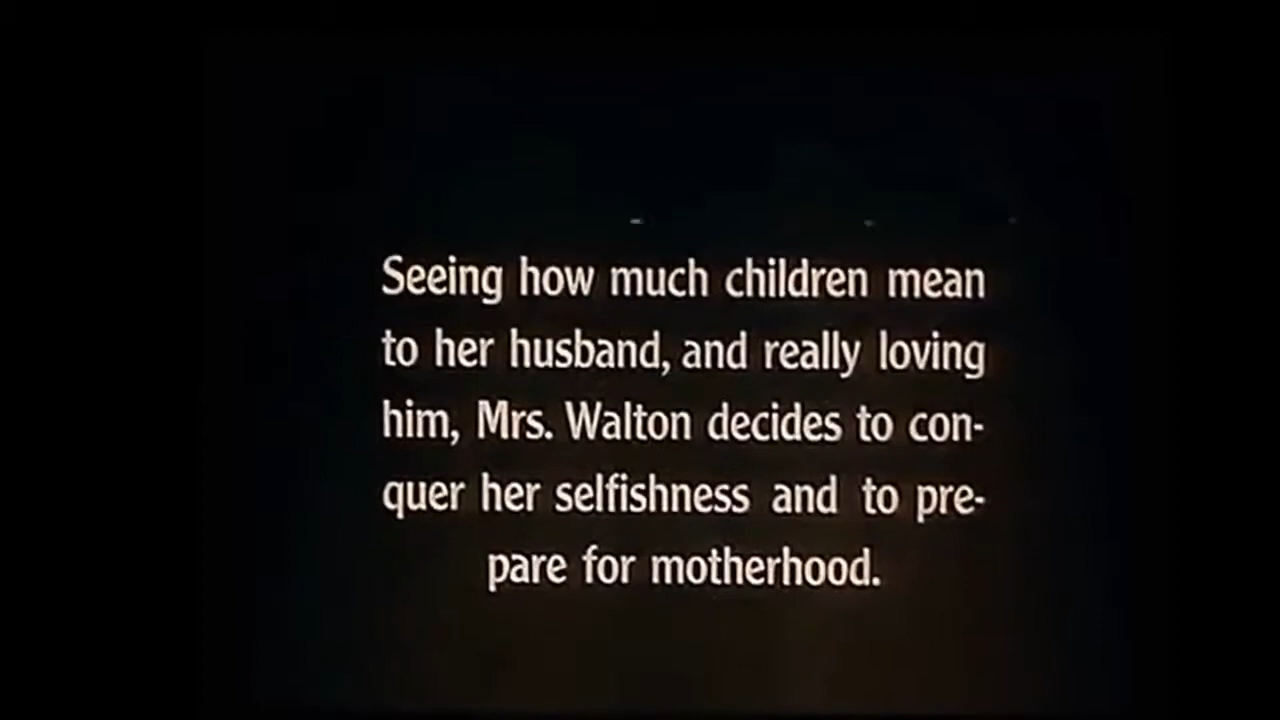 Seeing how much children mean
to her husband, and really loving
him, Mrs. Walton decides to con-
quer her selfishness and to pre-
pare for motherhood.